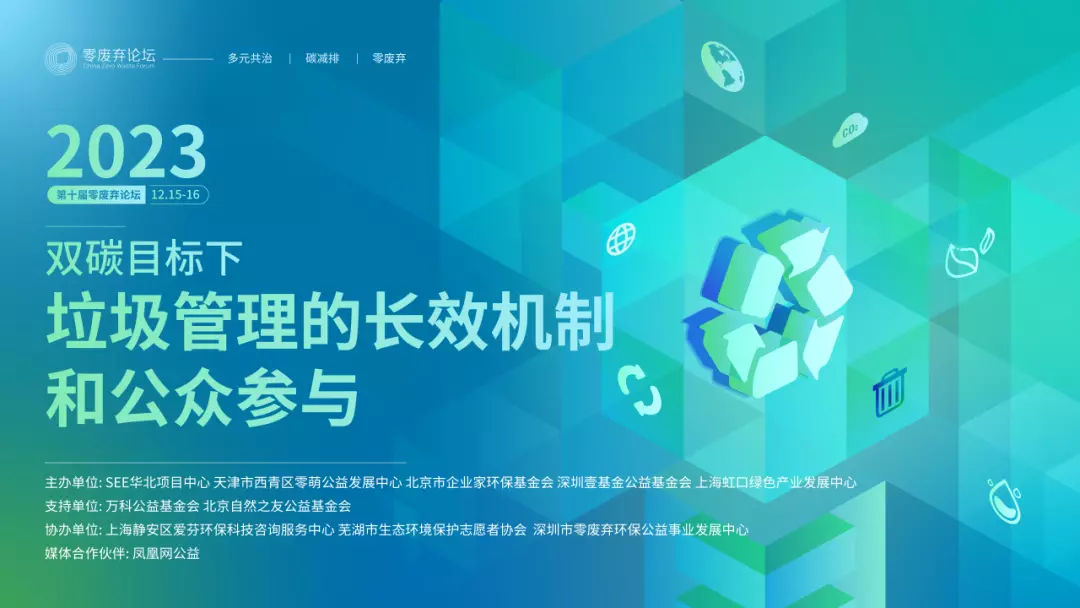 零废弃论坛
China Zero Waste Forum
多元共治 | 碳减排 | 零废弃
2023
第十届零废弃论坛 12.15-16
双碳目标下
垃圾管理的长效机制
和公众参与
CO₂
主办单位: SEE华北项目中心 天津市西青区零萌公益发展中心 北京市企业家环保基金会 深圳壹基金公益基金会 上海虹口绿色产业发展中心
支持单位: 万科公益基金会 北京自然之友公益基金会
协办单位: 上海静安区爱芬环保科技咨询服务中心 芜湖市生态环境保护志愿者协会 深圳市零废弃环保公益事业发展中心
媒体合作伙伴: 凤凰网公益